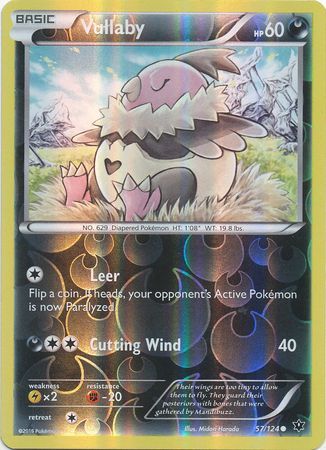 BASIC
Vullaby
HP60
NO. 629 Diapered Pokémon HT: 1'08" WT: 19.8 lbs.
Leer
Flip a coin. If heads, your opponent's Active Pokémon
is now Paralyzed.
Cutting Wind 40
weakness
×2
resistance
-20
retreat
Their wings are too tiny to allow
them to fly. They guard their
posteriors with bones that were
gathered by Mandibuzz.
Illus. Midori Harada
57/124
©2016 Pokémon